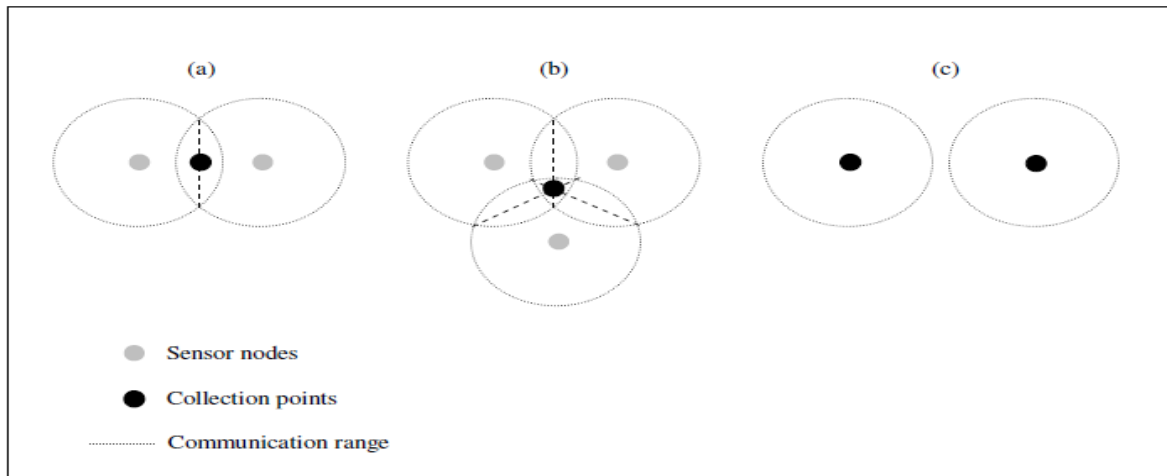 (a)
(b)
(c)
Sensor nodes
Collection points
Communication range